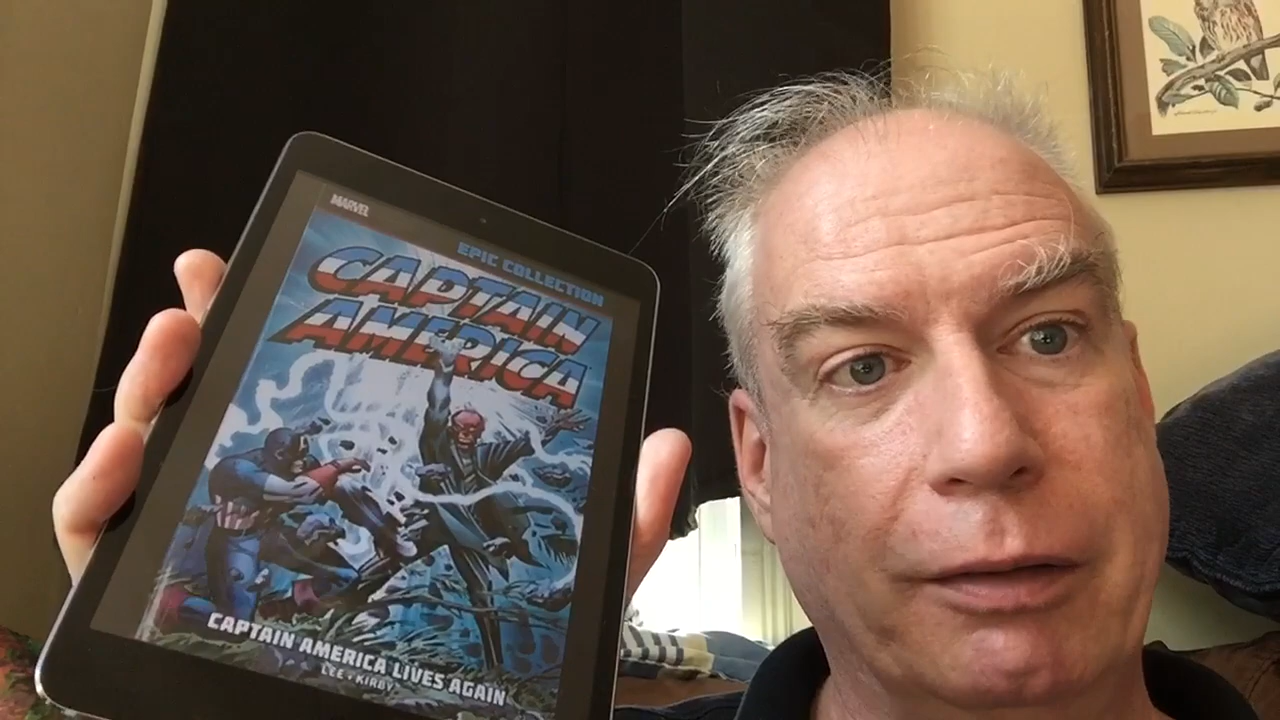 MARVEL
EPIC COLLECTION
CAPTAIN
AMERICA
CAPTAIN AMERICA LIVES AGAIN
LEE • KIRBY